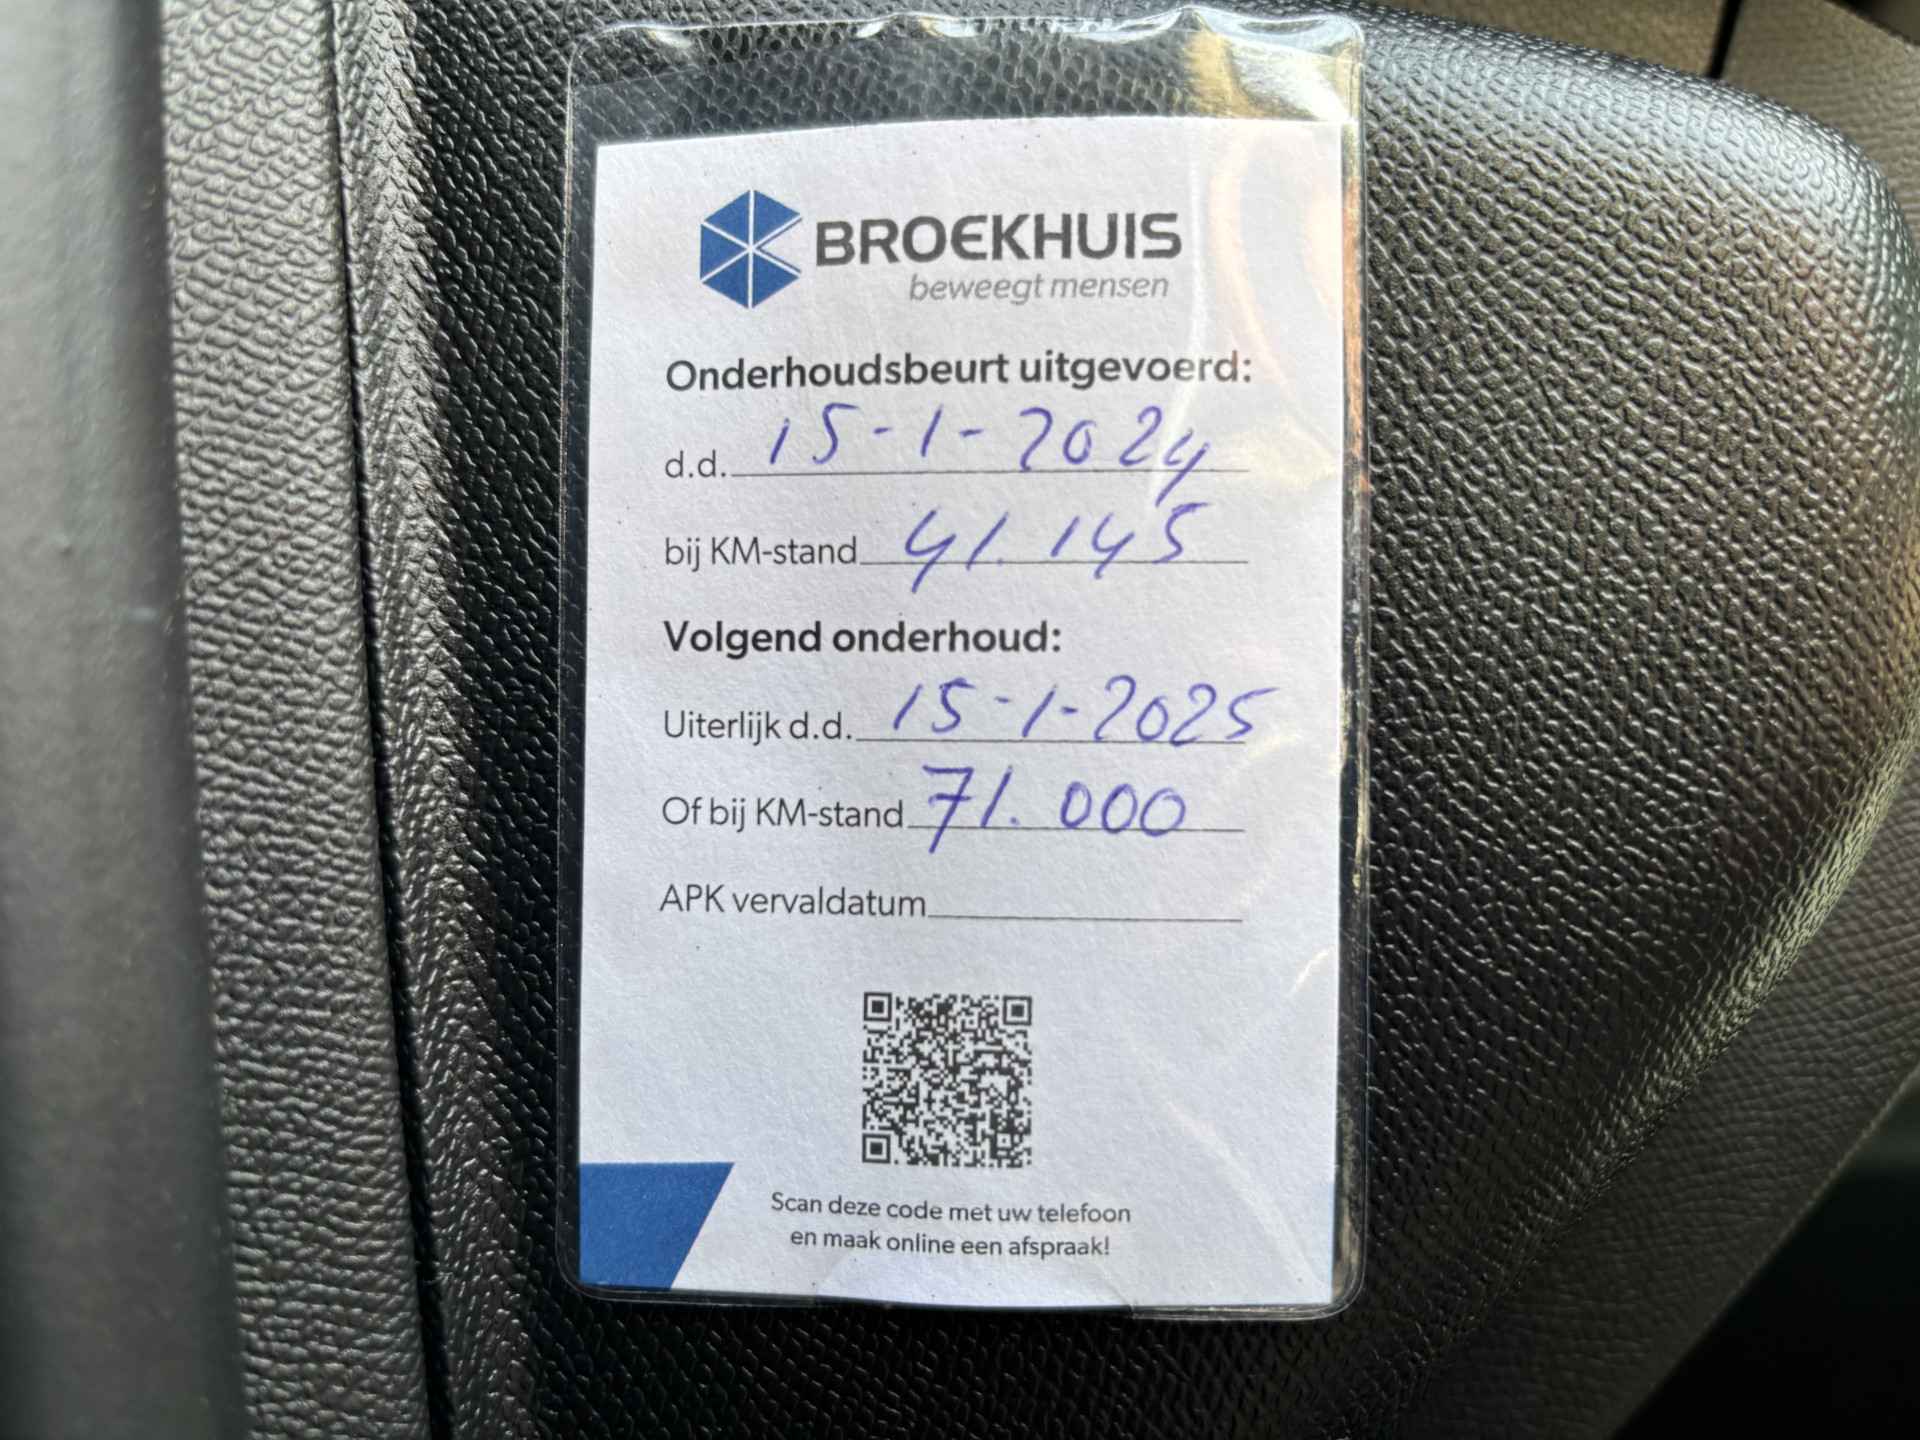 BROEKHUIS
beweegt mensen
Onderhoudsbeurt uitgevoerd:
d.d. 15-1-2024
bij KM-stand 41.145
Volgend onderhoud:
Uiterlijk d.d. 15-1-2025
Of bij KM-stand 71.000
APK vervaldatum
Scan deze code met uw telefoon
en maak online een afspraak!